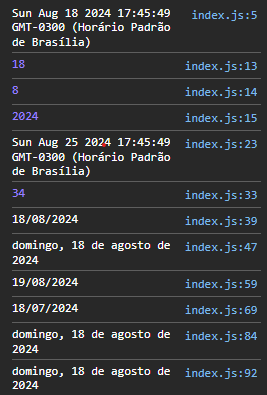 Sun Aug 18 2024 17:45:49 index.js:5
GMT-0300 (Horário Padrão
de Brasília)
18 index.js:13
8 index.js:14
2024 index.js:15
Sun Aug 25 2024 17:45:49 index.js:23
GMT-0300 (Horário Padrão
de Brasília)
34 index.js:33
18/08/2024 index.js:39
domingo, 18 de agosto de index.js:47
2024
19/08/2024 index.js:59
18/07/2024 index.js:69
domingo, 18 de agosto de index.js:84
2024
domingo, 18 de agosto de index.js:92
2024